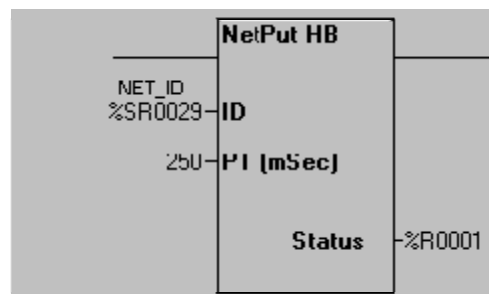 NetPut HB
NET_ID
%SR0029 ID
250 PT (mSec)
Status %R0001